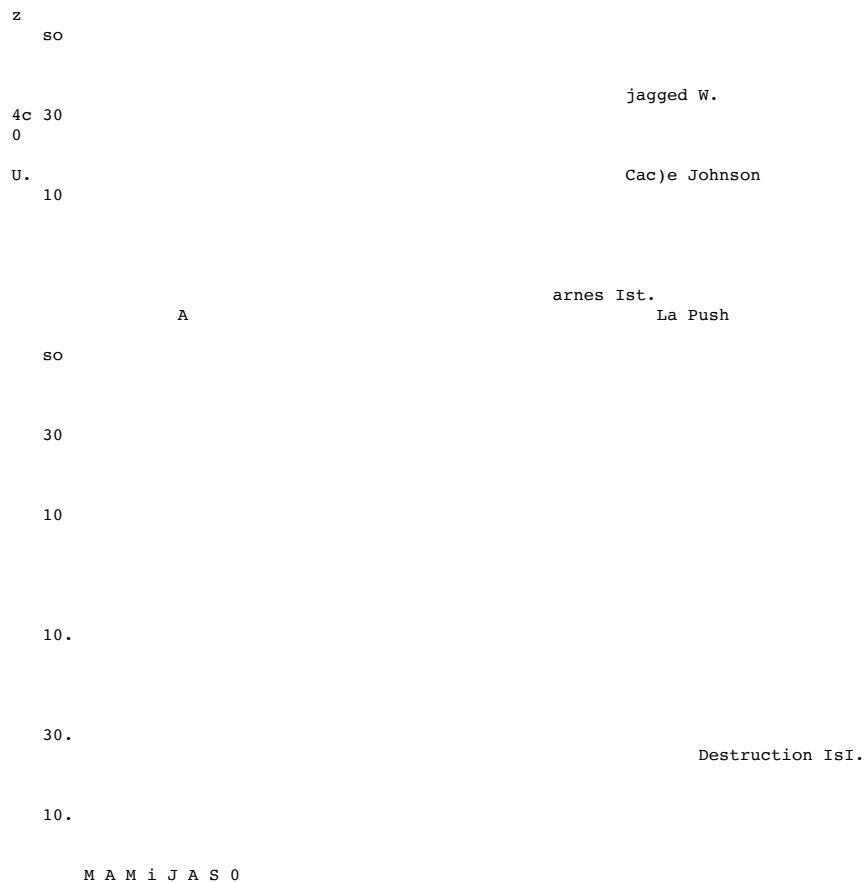 z
so
jagged W.
4c 30
0
U. Cac)e Johnson
10
arnes Ist.
A La Push
so
30
10
10.
30.
Destruction IsI.
10.
M A M i J A S 0